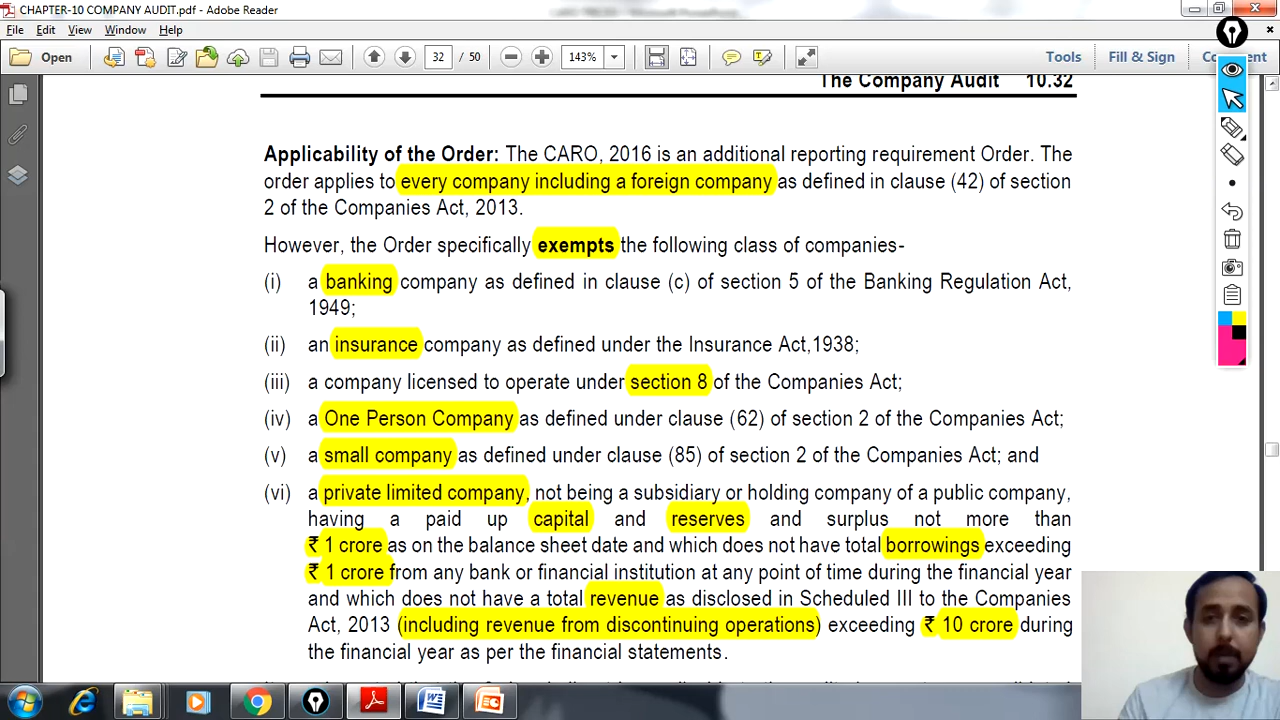 CHAPTER-10 COMPANY AUDIT.pdf - Adobe Reader
File Edit View Window Help
Open 32 / 50 143% Tools Fill & Sign Comment
The Company Audit 10.32
Applicability of the Order: The CARO, 2016 is an additional reporting requirement Order. The
order applies to every company including a foreign company as defined in clause (42) of section
2 of the Companies Act, 2013.
However, the Order specifically exempts the following class of companies-
(i) a banking company as defined in clause (c) of section 5 of the Banking Regulation Act,
1949;
(ii) an insurance company as defined under the Insurance Act,1938;
(iii) a company licensed to operate under section 8 of the Companies Act;
(iv) a One Person Company as defined under clause (62) of section 2 of the Companies Act;
(v) a small company as defined under clause (85) of section 2 of the Companies Act; and
(vi) a private limited company, not being a subsidiary or holding company of a public company,
having a paid up capital and reserves and surplus not more than
₹ 1 crore as on the balance sheet date and which does not have total borrowings exceeding
₹ 1 crore from any bank or financial institution at any point of time during the financial year
and which does not have a total revenue as disclosed in Scheduled III to the Companies
Act, 2013 (including revenue from discontinuing operations) exceeding ₹ 10 crore during
the financial year as per the financial statements.